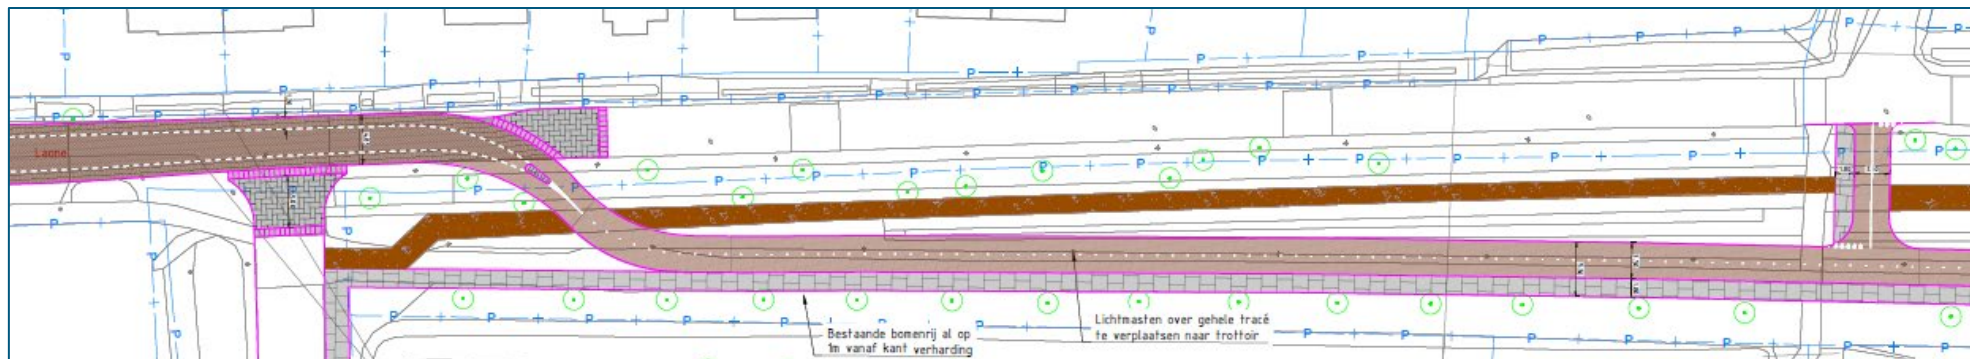 Laone
Bestaande bomenrij al op
1m vanaf kant verharding
Lichtmasten over gehele tracé
te verplaatsen naar trottoir